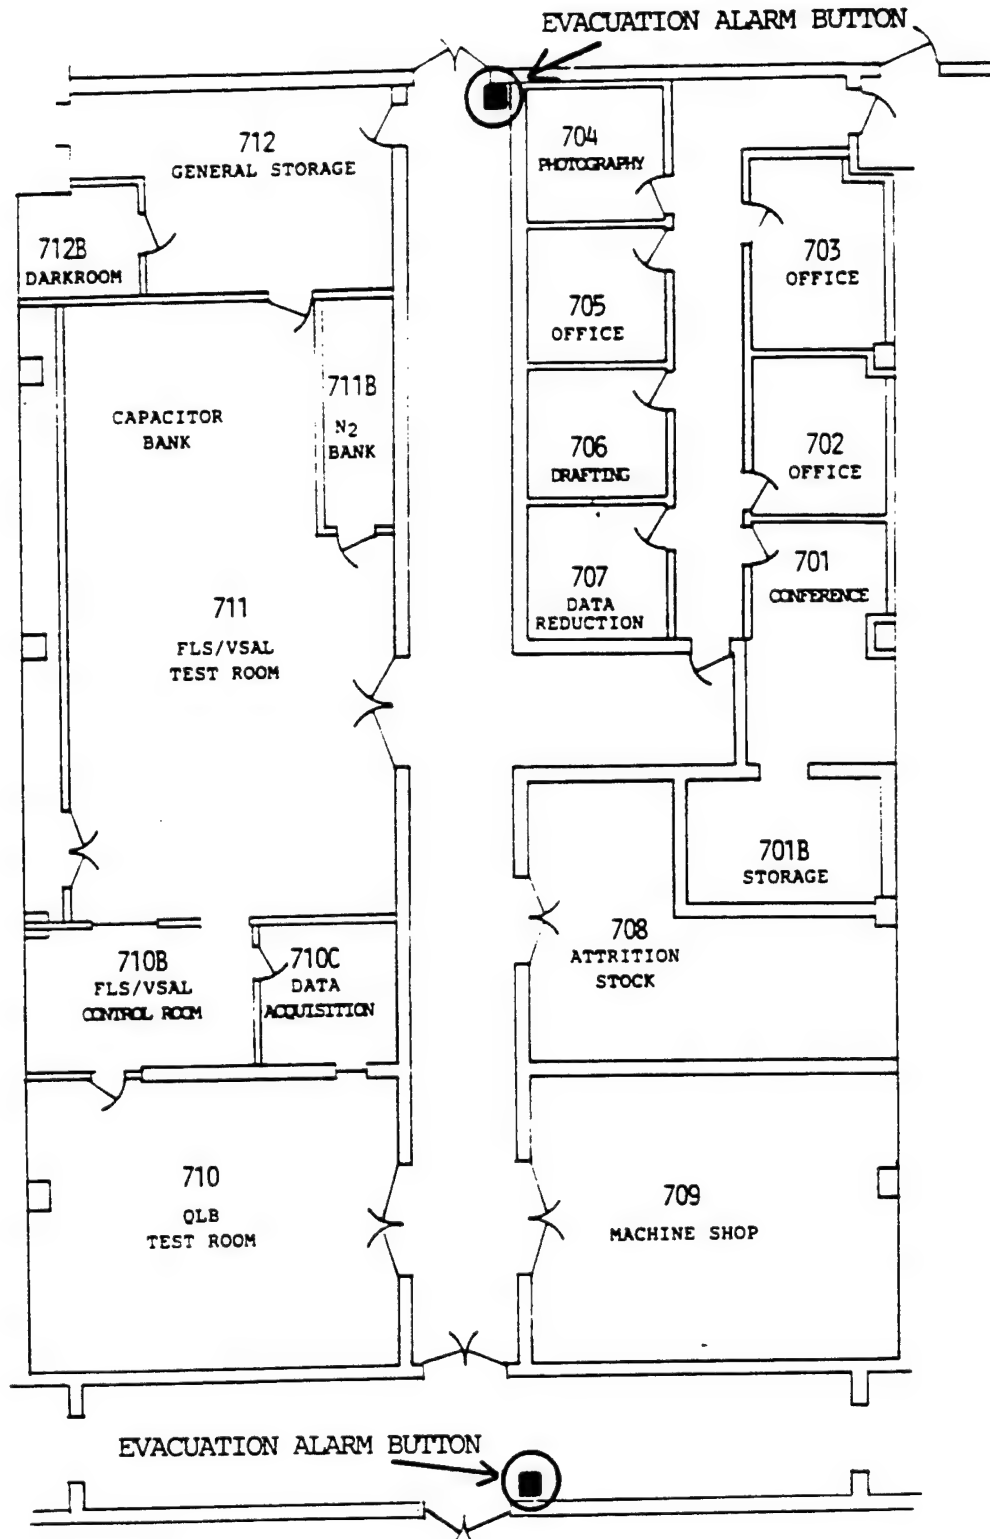 EVACUATION ALARM BUTTON
704
PHOTOGRAPHY
712
GENERAL STORAGE
712B
DARKROOM
703
OFFICE
705
OFFICE
711B
N2
BANK
CAPACITOR
BANK
706
DRAFTING
702
OFFICE
701
CONFERENCE
707
DATA
REDUCTION
711
FLS/VSAL
TEST ROOM
701B
STORAGE
708
ATTRITION
STOCK
710B
FLS/VSAL
CONTROL ROOM
710C
DATA
ACQUISITION
710
QLB
TEST ROOM
709
MACHINE SHOP
EVACUATION ALARM BUTTON